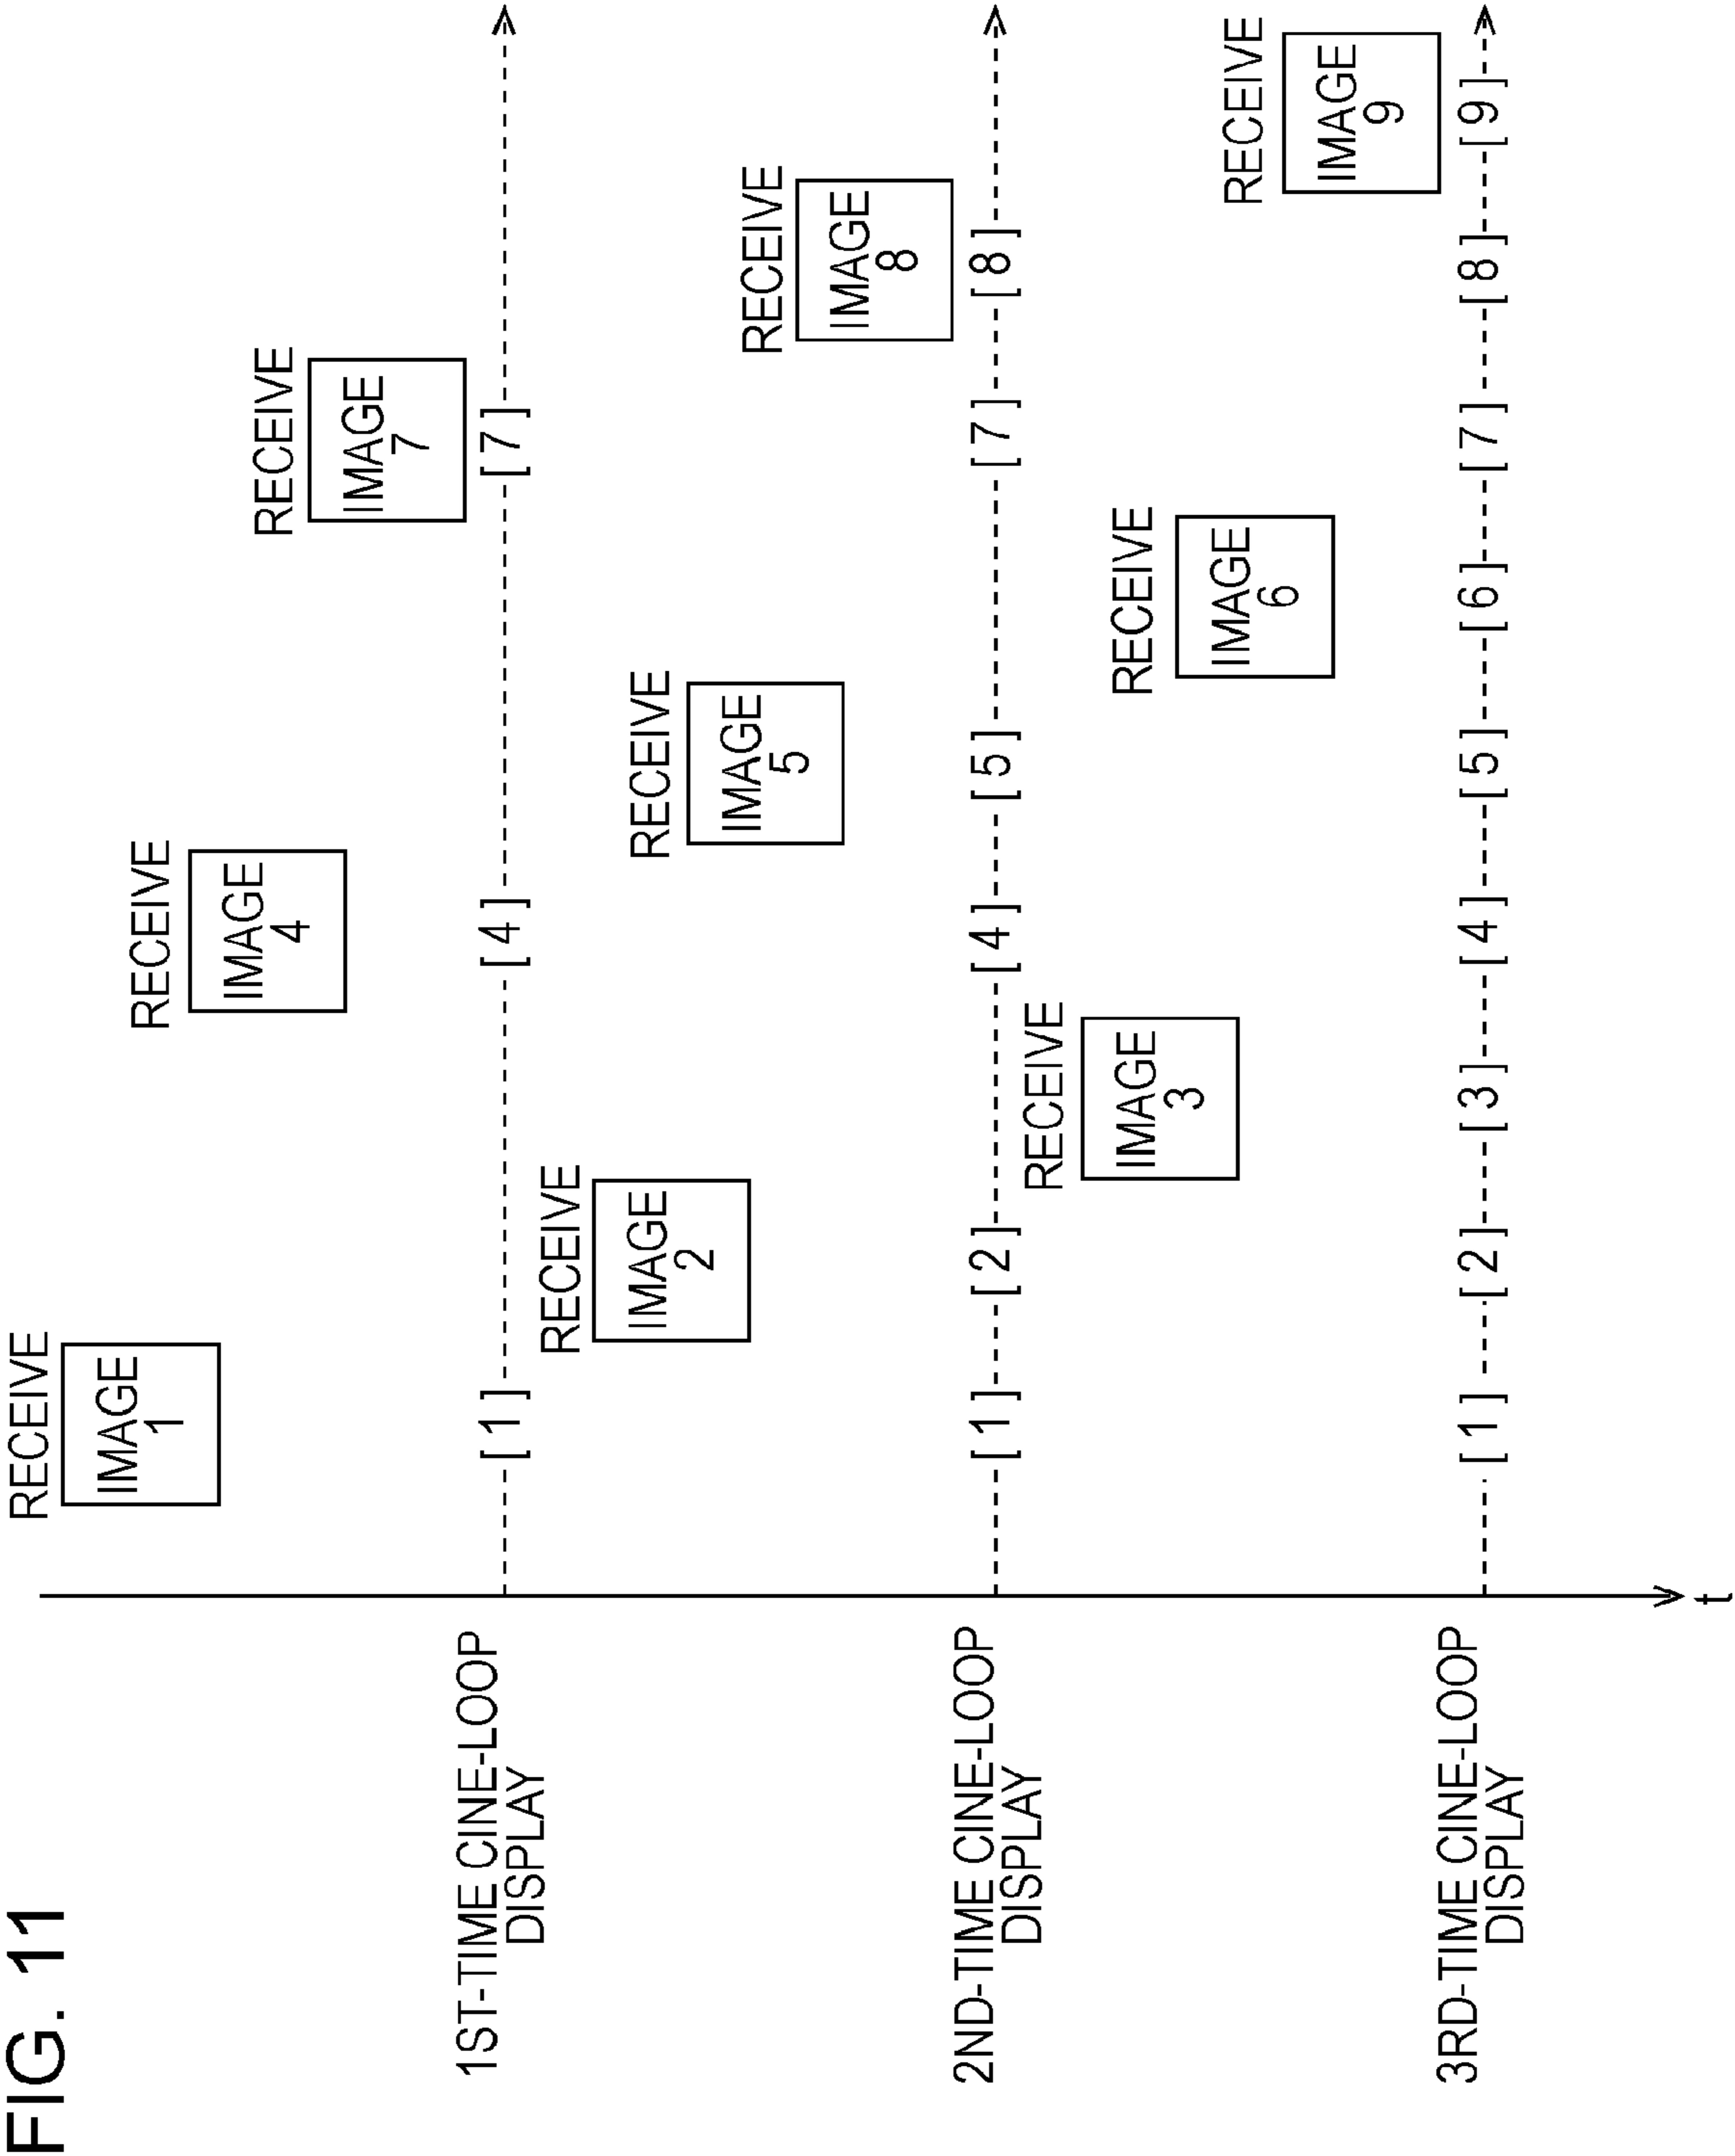 FIG. 11
RECEIVE
IMAGE
1
RECEIVE
IMAGE
4
RECEIVE
IMAGE
7
1ST-TIME CINE-LOOP
DISPLAY
[ 1 ] [ 4 ] [ 7 ]
RECEIVE
IMAGE
2
RECEIVE
IMAGE
5
RECEIVE
IMAGE
8
2ND-TIME CINE-LOOP
DISPLAY
[ 1 ] [ 2 ] [ 4 ] [ 5 ] [ 7 ] [ 8 ]
RECEIVE
IMAGE
3
RECEIVE
IMAGE
6
RECEIVE
IMAGE
9
3RD-TIME CINE-LOOP
DISPLAY
[ 1 ] [ 2 ] [ 3 ] [ 4 ] [ 5 ] [ 6 ] [ 7 ] [ 8 ] [ 9 ]
t